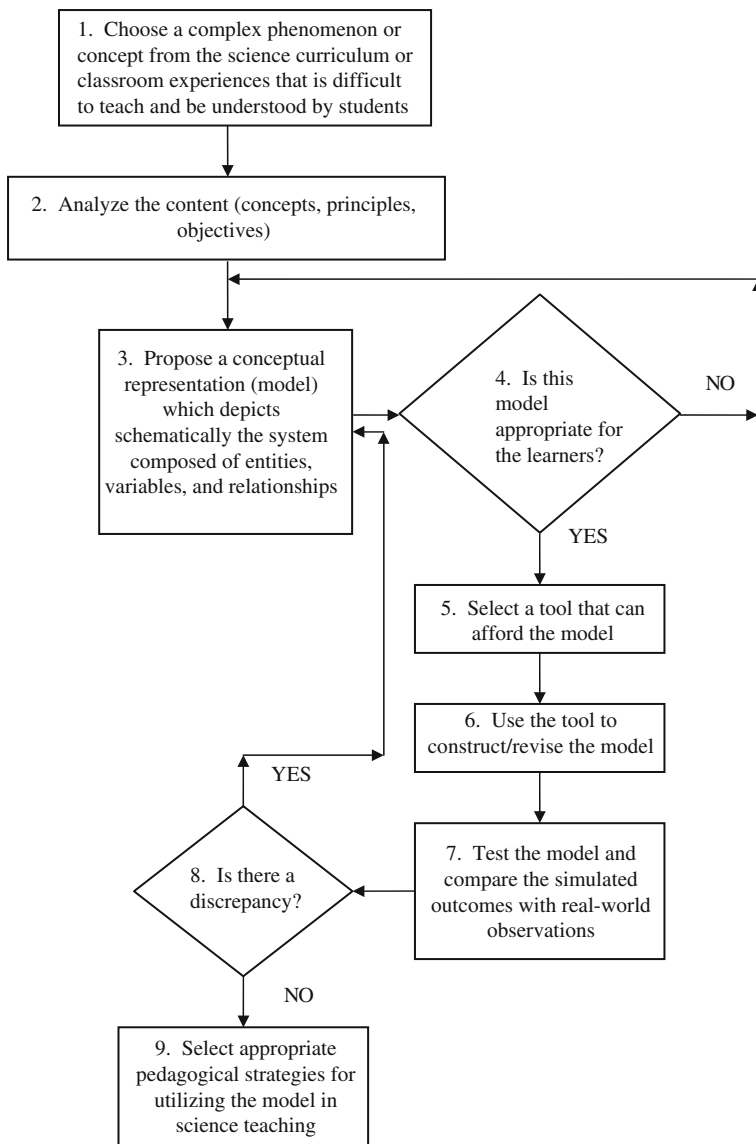 1. Choose a complex phenomenon or
concept from the science curriculum or
classroom experiences that is difficult
to teach and be understood by students
2. Analyze the content (concepts, principles,
objectives)
3. Propose a conceptual
representation (model)
which depicts
schematically the system
composed of entities,
variables, and relationships
4. Is this
model
appropriate for
the learners?
NO
YES
5. Select a tool that can
afford the model
6. Use the tool to
construct/revise the model
7. Test the model and
compare the simulated
outcomes with real-world
observations
8. Is there a
discrepancy?
YES
NO
9. Select appropriate
pedagogical strategies for
utilizing the model in
science teaching